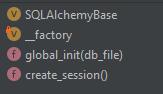 V SQLAlchemyBase
V __factory
f global_init(db_file)
f create_session()